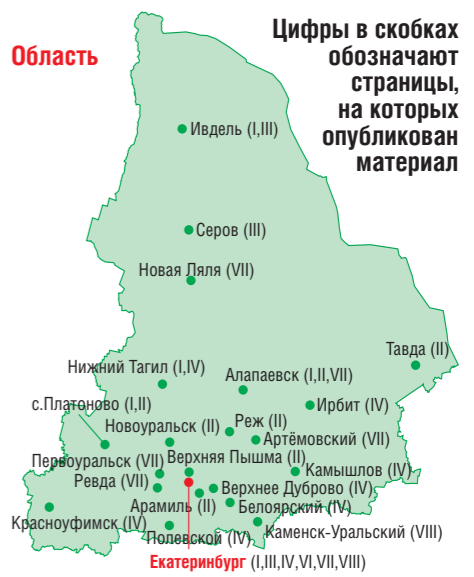 Область
Цифры в скобках
обозначают
страницы,
на которых
опубликован
материал
Ивдель (I,III)
Серов (III)
Новая Ляля (VII)
Тавда (II)
Нижний Тагил (I,IV)
Алапаевск (I,II,VII)
с.Платоново (I,II)
Ирбит (IV)
Новоуральск (II)
Реж (II)
Артёмовский (VII)
Первоуральск (VII)
Верхняя Пышма (II)
Камышлов (IV)
Ревда (VII)
Верхнее Дуброво (IV)
Арамиль (II)
Белоярский (IV)
Красноуфимск (IV)
Полевской (IV)
Каменск-Уральский (VIII)
Екатеринбург (I,III,IV,VI,VII,VIII)